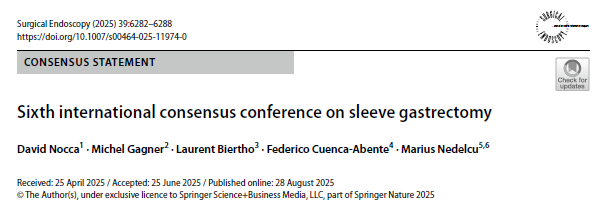 Surgical Endoscopy (2025) 39:6282–6288
https://doi.org/10.1007/s00464-025-11974-0
SURGICAL
ENDOSCOPY
CONSENSUS STATEMENT
Check for
updates
Sixth international consensus conference on sleeve gastrectomy
David Nocca1 · Michel Gagner2 · Laurent Biertho3 · Federico Cuenca-Abente4 · Marius Nedelcu5,6
Received: 25 April 2025 / Accepted: 25 June 2025 / Published online: 28 August 2025
© The Author(s), under exclusive licence to Springer Science+Business Media, LLC, part of Springer Nature 2025